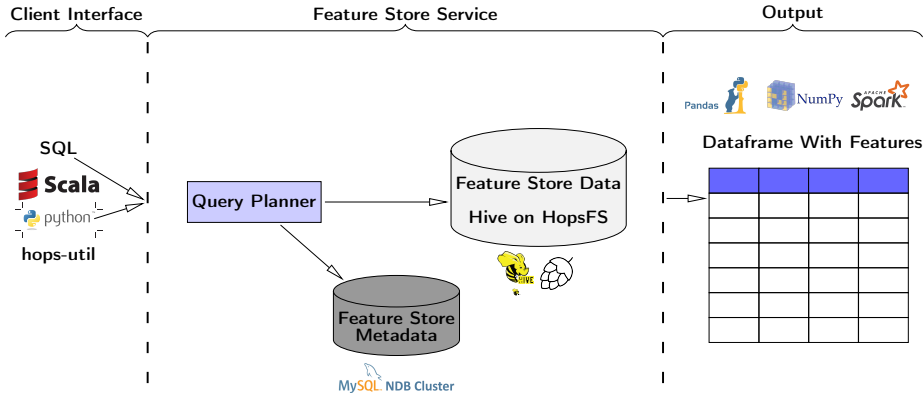 Client Interface
Feature Store Service
Output
Pandas
NumPy
APACHE
Spark
SQL
Scala
python
hops-util
Query Planner
Feature Store Data
Hive on HopsFS
HIVE
Feature Store
Metadata
MySQL NDB Cluster
Dataframe With Features